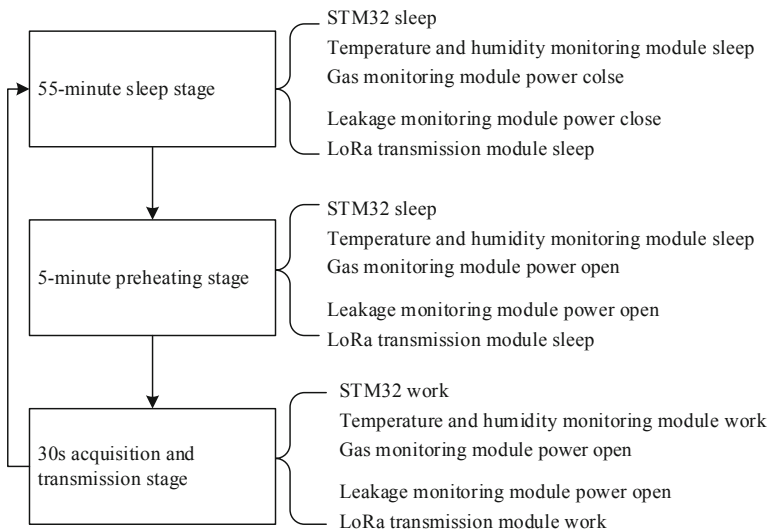 STM32 sleep
Temperature and humidity monitoring module sleep
55-minute sleep stage
Gas monitoring module power colse
Leakage monitoring module power close
LoRa transmission module sleep
STM32 sleep
Temperature and humidity monitoring module sleep
5-minute preheating stage
Gas monitoring module power open
Leakage monitoring module power open
LoRa transmission module sleep
STM32 work
Temperature and humidity monitoring module work
30s acquisition and
transmission stage
Gas monitoring module power open
Leakage monitoring module power open
LoRa transmission module work